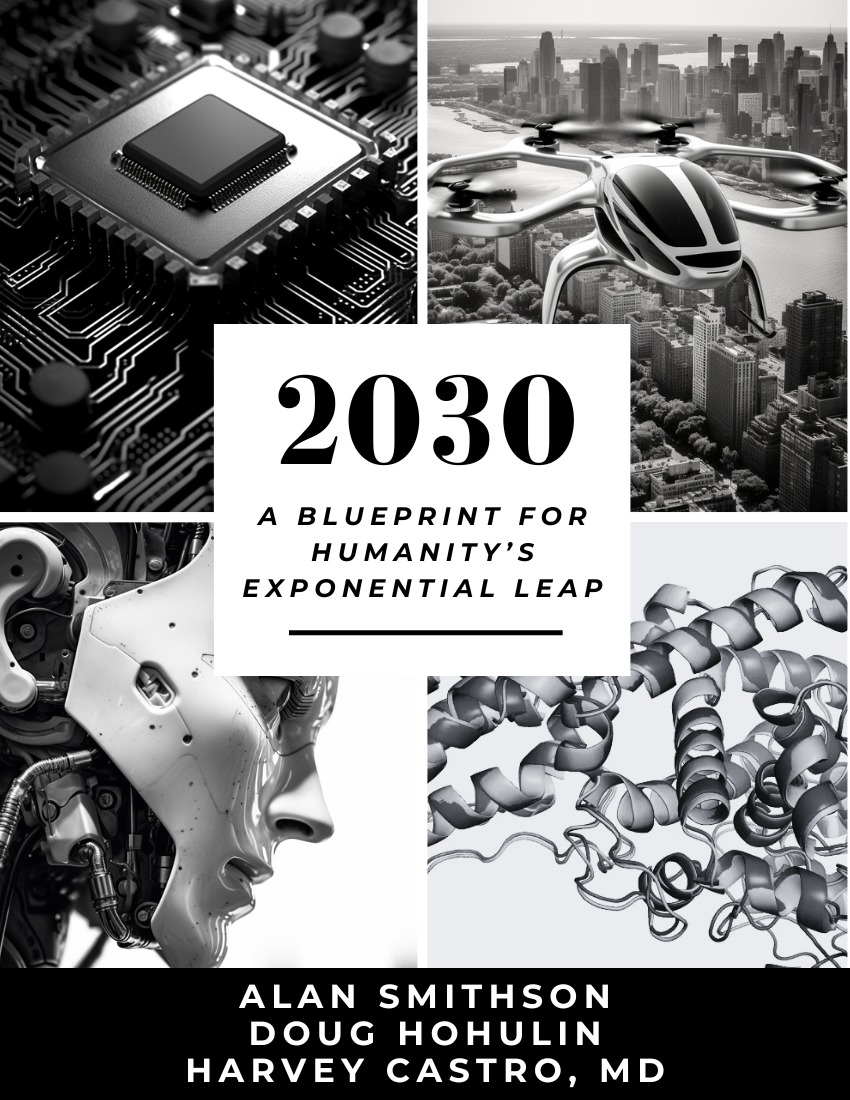 2030
A BLUEPRINT FOR
HUMANITY’S
EXPONENTIAL LEAP
ALAN SMITHSON
DOUG HOHULIN
HARVEY CASTRO, MD